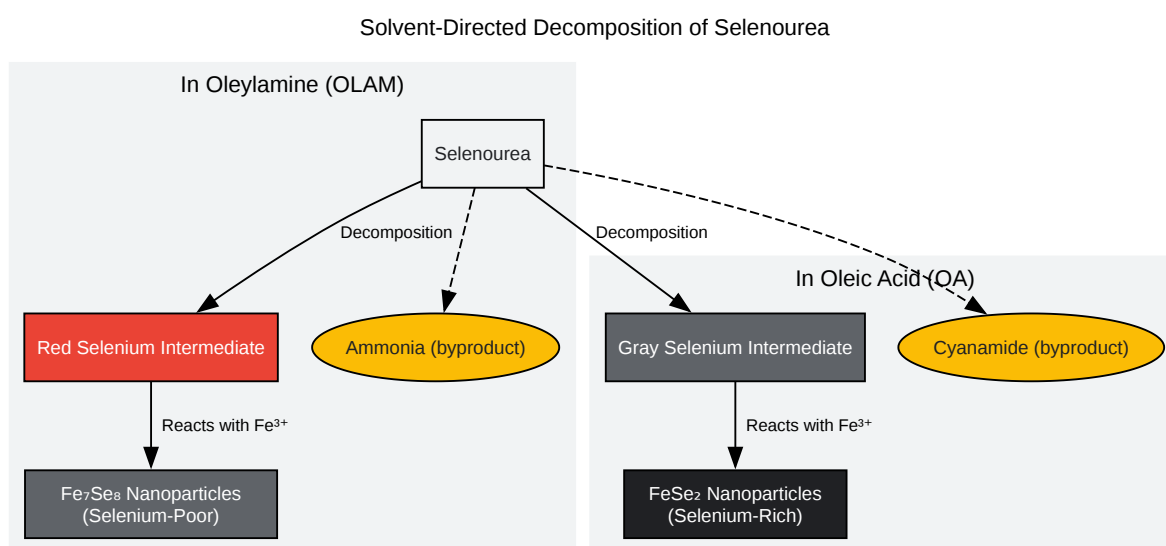 Solvent-Directed Decomposition of Selenourea
In Oleylamine (OLAM)
Selenourea
Decomposition
Decomposition
In Oleic Acid (OA)
Red Selenium Intermediate
Ammonia (byproduct)
Gray Selenium Intermediate
Cyanamide (byproduct)
Reacts with Fe³⁺
Reacts with Fe³⁺
Fe₇Se₈ Nanoparticles
(Selenium-Poor)
FeSe₂ Nanoparticles
(Selenium-Rich)